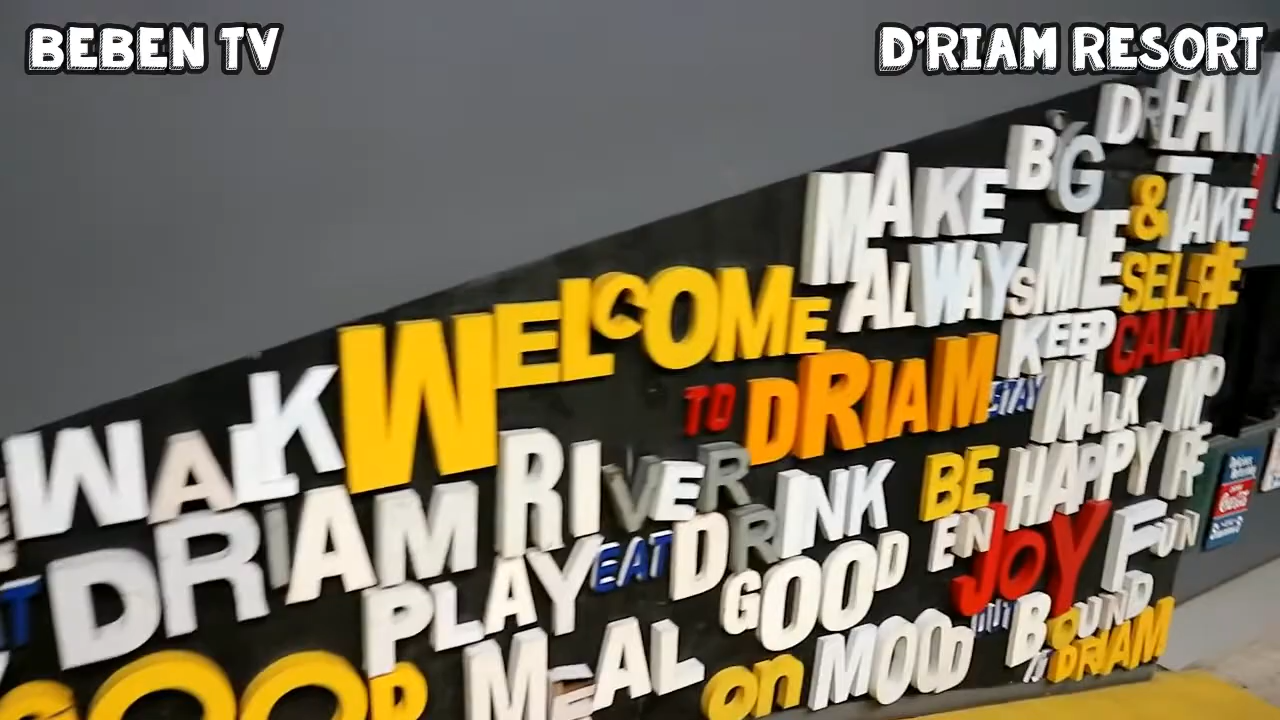 BEBEN TV
D'RIAM RESORT
BIG DREAM
MAKE & TAKE
ALWAYS ME SELFIE
WELCOME KEEP CALM
TO DRIAM STAY WALK
WALK RIVER BE HAPPY
DRIAM DRINK EN JOY FUN
PLAY EAT GOOD BOUND
GOOD MEAL on MOOD DRIAM